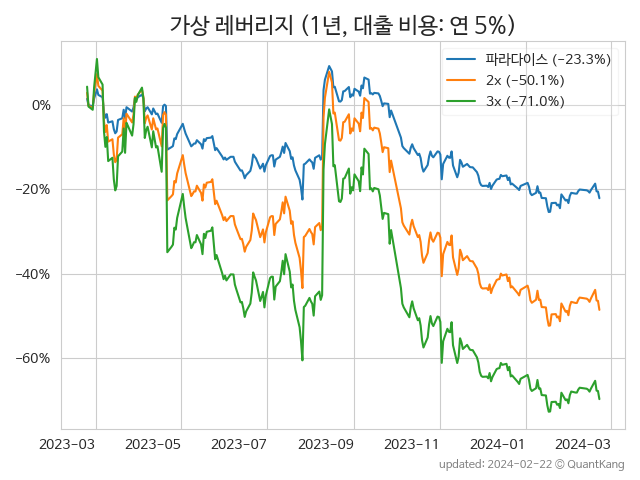 가상 레버리지 (1년, 대출 비용: 연 5%)
파라다이스 (−23.3%)
2x (−50.1%)
3x (−71.0%)
0%
−20%
−40%
−60%
2023-03 2023-05 2023-07 2023-09 2023-11 2024-01 2024-03
updated: 2024-02-22 © QuantKang